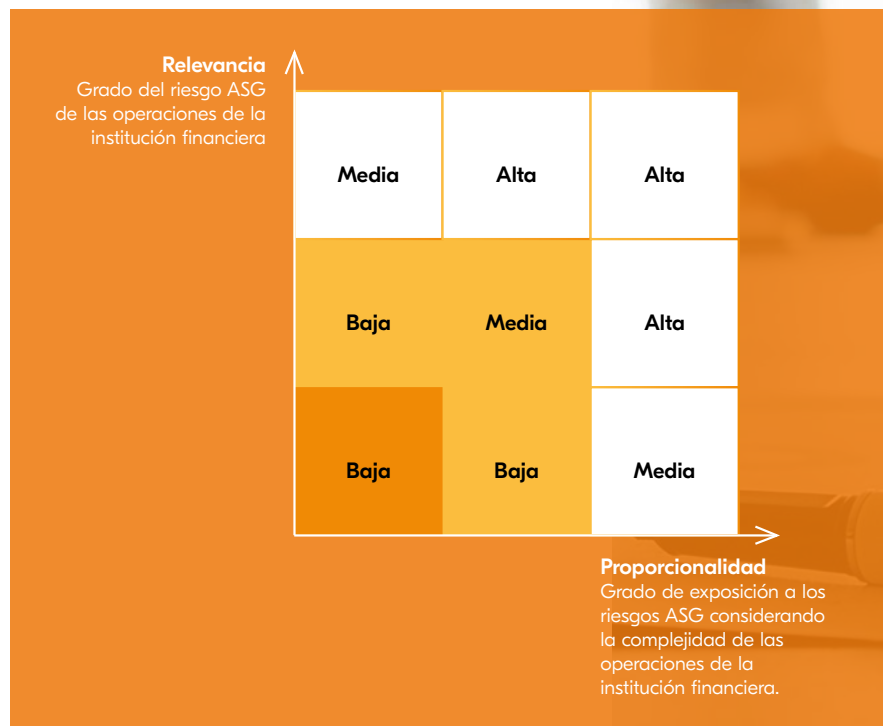 Relevancia
Grado del riesgo ASG
de las operaciones de la
institución financiera
Media
Alta
Alta
Baja
Media
Alta
Baja
Baja
Media
Proporcionalidad
Grado de exposición a los
riesgos ASG considerando
la complejidad de las
operaciones de la
institución financiera.